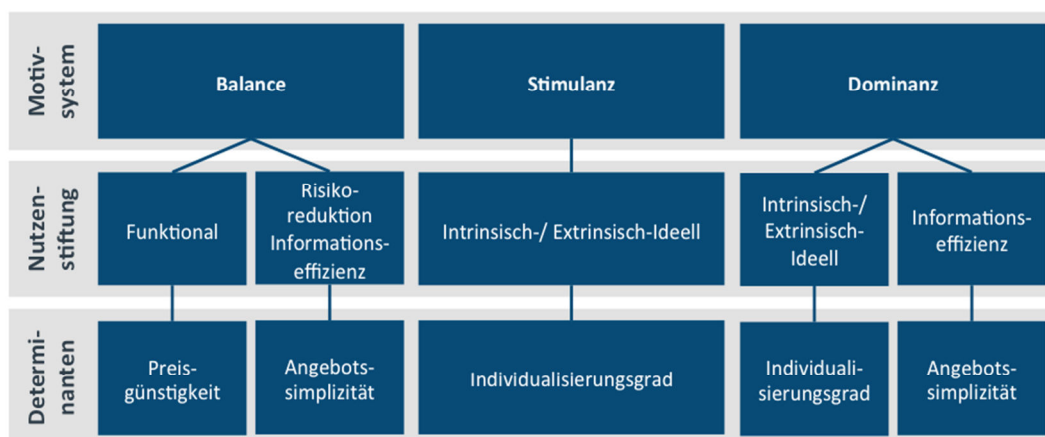 Motiv-
system
Balance
Stimulanz
Dominanz
Nutzen-
stiftung
Funktional
Risiko-
reduktion
Informations-
effizienz
Intrinsisch-/ Extrinsisch-Ideell
Intrinsisch-/
Extrinsisch-
Ideell
Informations-
effizienz
Determi-
nanten
Preis-
günstigkeit
Angebots-
simplizität
Individualisierungsgrad
Individuali-
sierungsgrad
Angebots-
simplizität